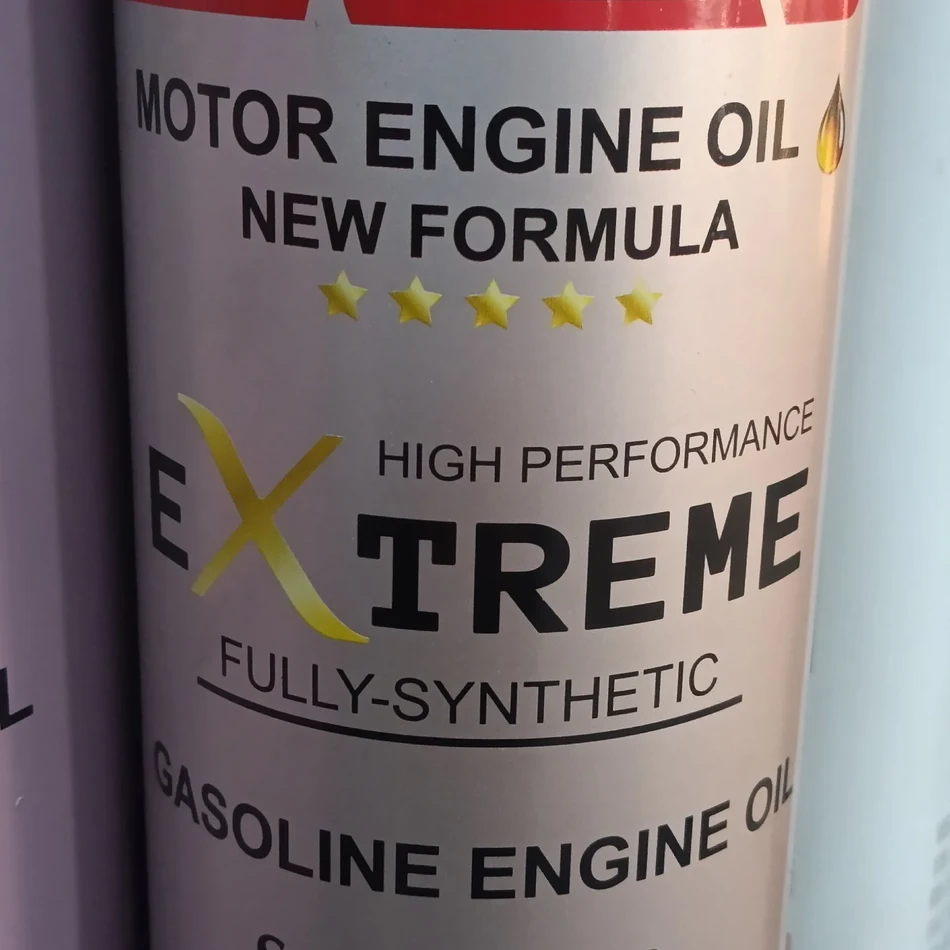 MOTOR ENGINE OIL
NEW FORMULA
HIGH PERFORMANCE
EXTREME
FULLY-SYNTHETIC
GASOLINE ENGINE OIL